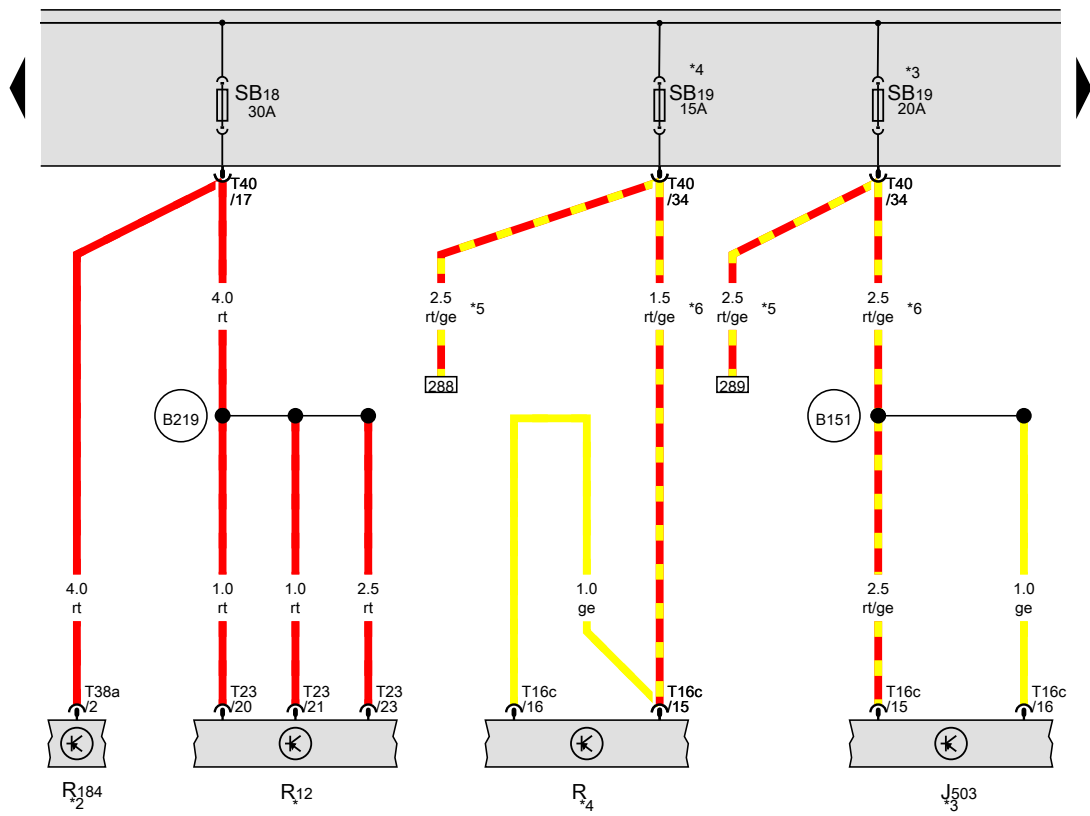 SB18
30A
*4
SB19
15A
*3
SB19
20A
T40
/17
T40
/34
T40
/34
4.0
rt
2.5
rt/ge
*5
1.5
rt/ge
*6
2.5
rt/ge
*5
2.5
rt/ge
*6
288
289
B219
B151
4.0
rt
1.0
rt
1.0
rt
2.5
rt
1.0
ge
2.5
rt/ge
1.0
ge
T38a
/2
T23
/20
T23
/21
T23
/23
T16c
/16
T16c
/15
T16c
/15
T16c
/16
R184
*2
R12
*
R
*4
J503
*3